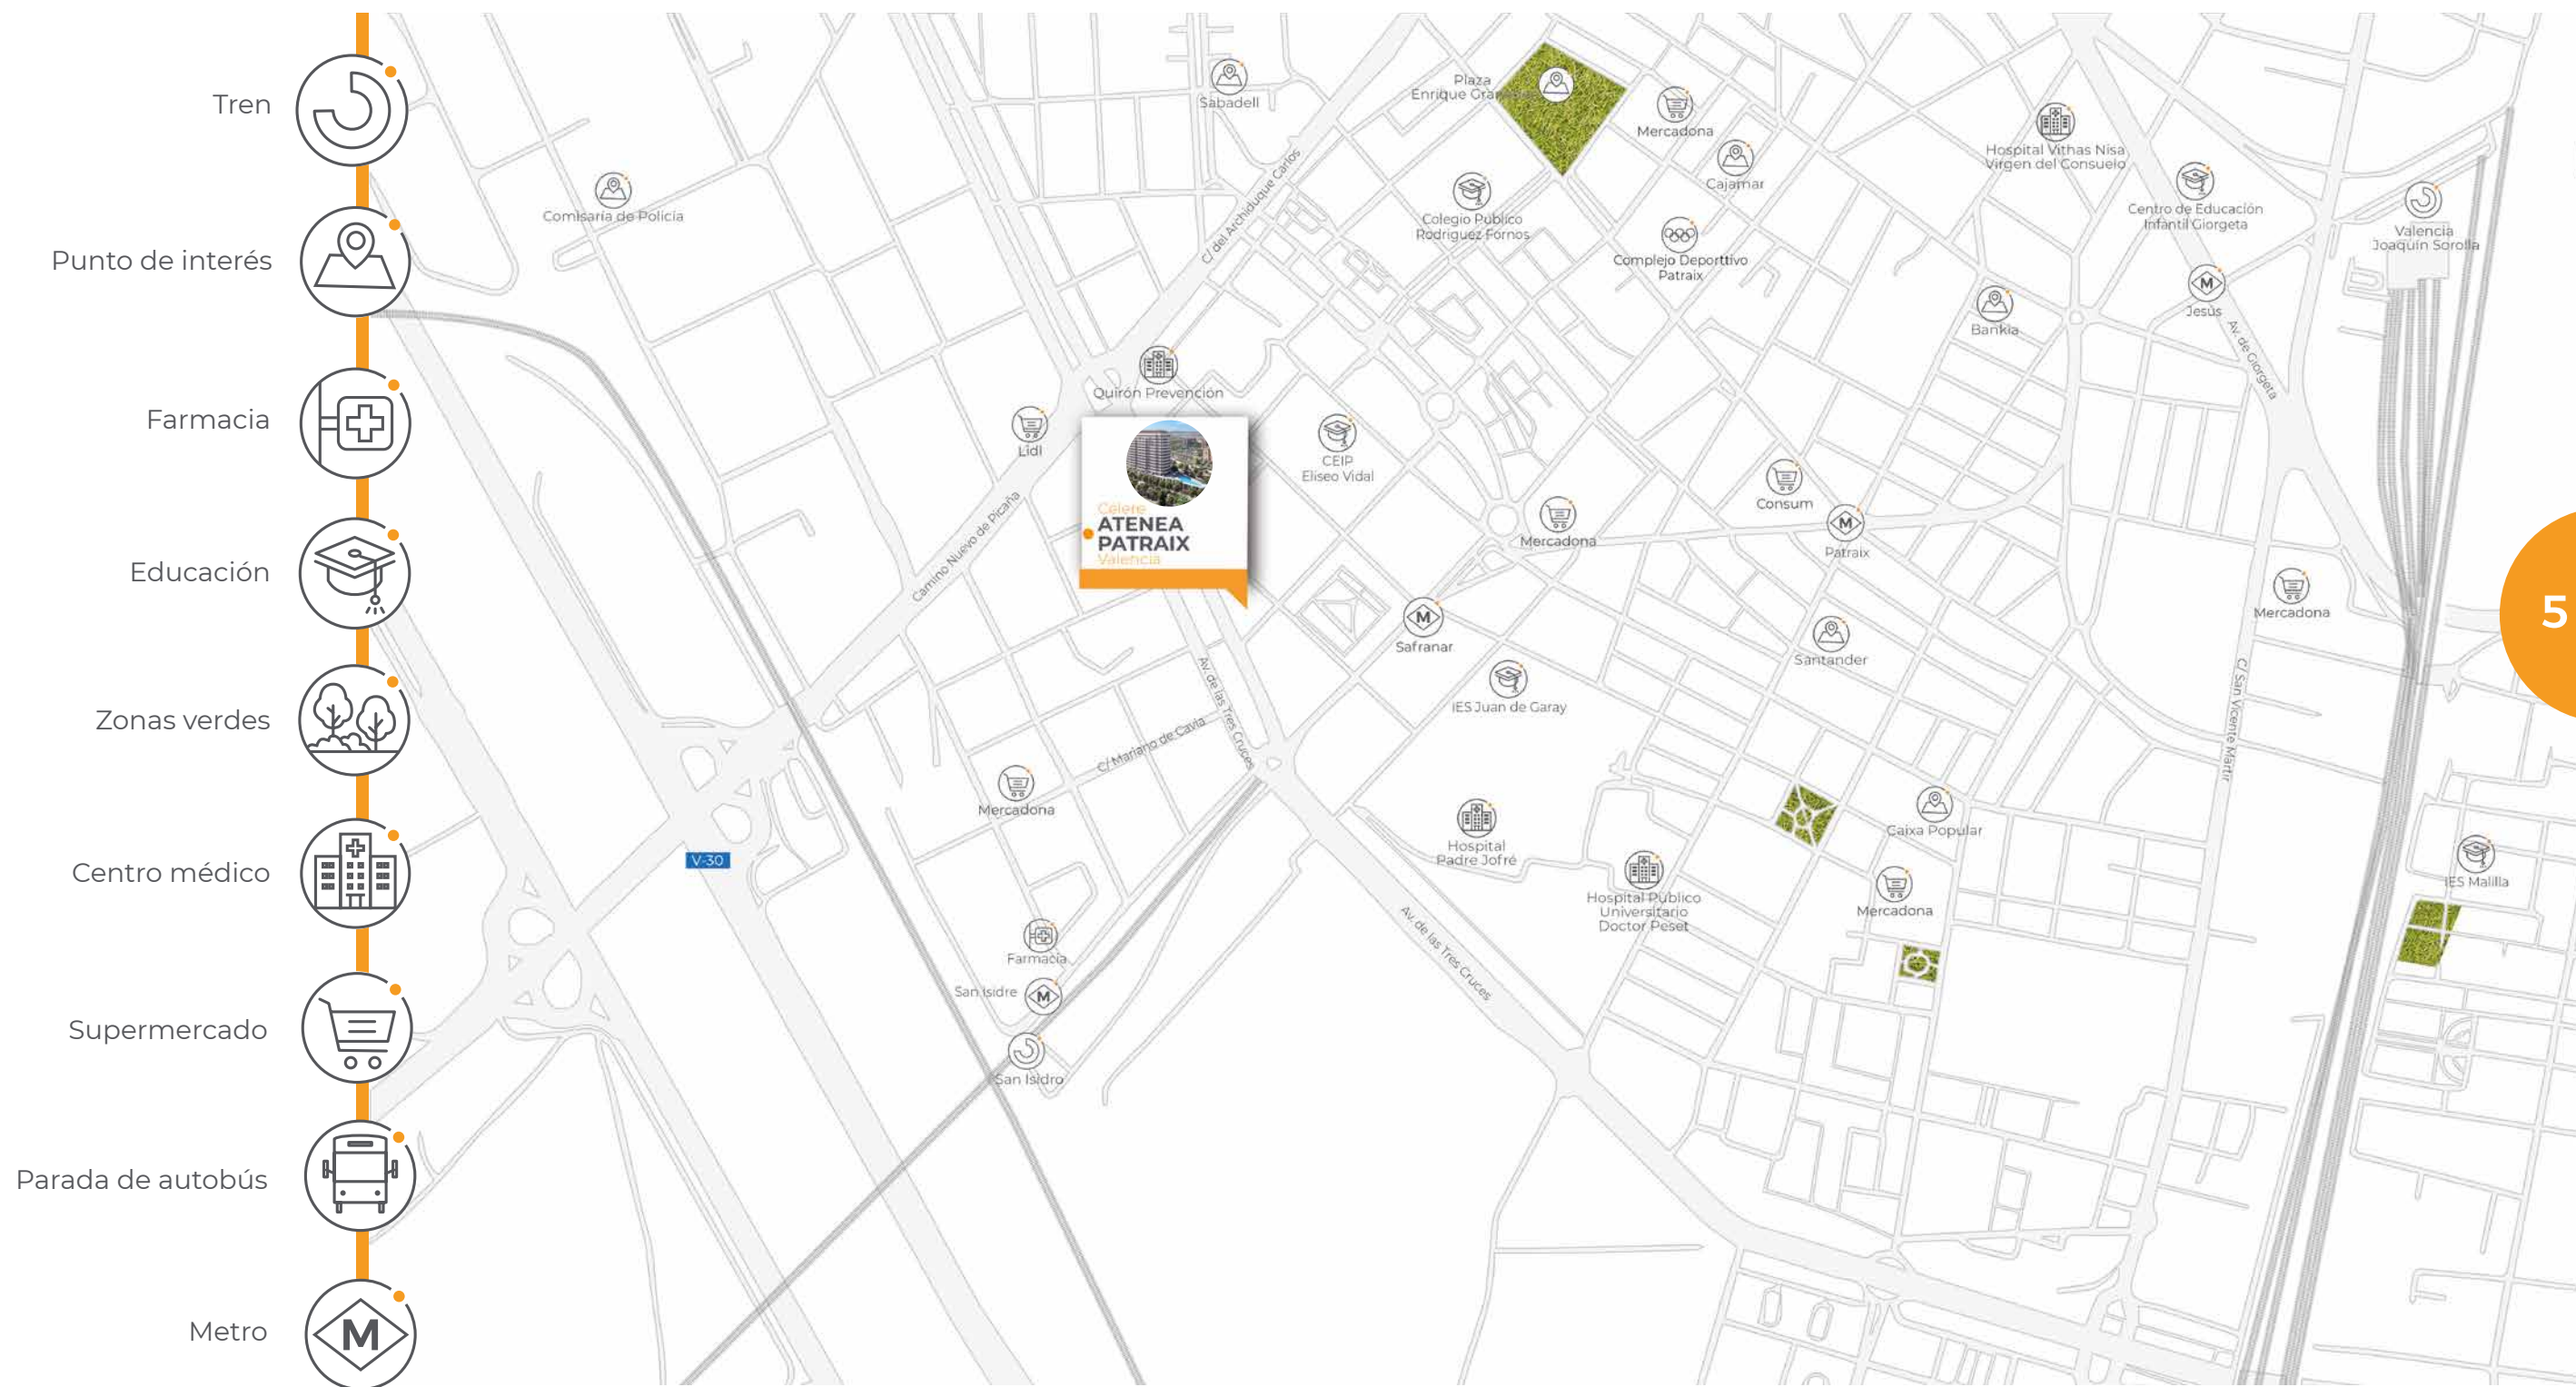 Tren
Punto de interés
Farmacia
Educación
Zonas verdes
Centro médico
Supermercado
Parada de autobús
Metro
M
Comisaría de Policía
Sabadell
Plaza
Enrique
Mercadona
Cajamar
Colegio Público
Rodriguez Fornos
Complejo Deporttivo
Patraix
Hospital Vithas Nisa
Virgen del Consuelo
Centro de Educación
Infantil Giorgeta
Valencia
Joaquín Sorolla
M
Jesús
Bankia
Av. de Giorgeta
C/ del Archiduque Carlos
Quirón Prevención
Lidl
Camino Nuevo de Picaña
Célere
ATENEA
PATRAIX
Valencia
CEIP
Eliseo Vidal
Mercadona
Consum
M
Patraix
Mercadona
5
M
Safranar
Santander
IES Juan de Garay
Av. de las Tres Cruces
C/ Mariano de Cavia
C/ San Vicente Martir
Mercadona
V-30
Hospital
Padre Jofré
Hospital Público
Universitario
Doctor Peset
Caixa Popular
Mercadona
IES Malilla
Farmacia
San Isidre
M
San Isidro
Av. de las Tres Cruces